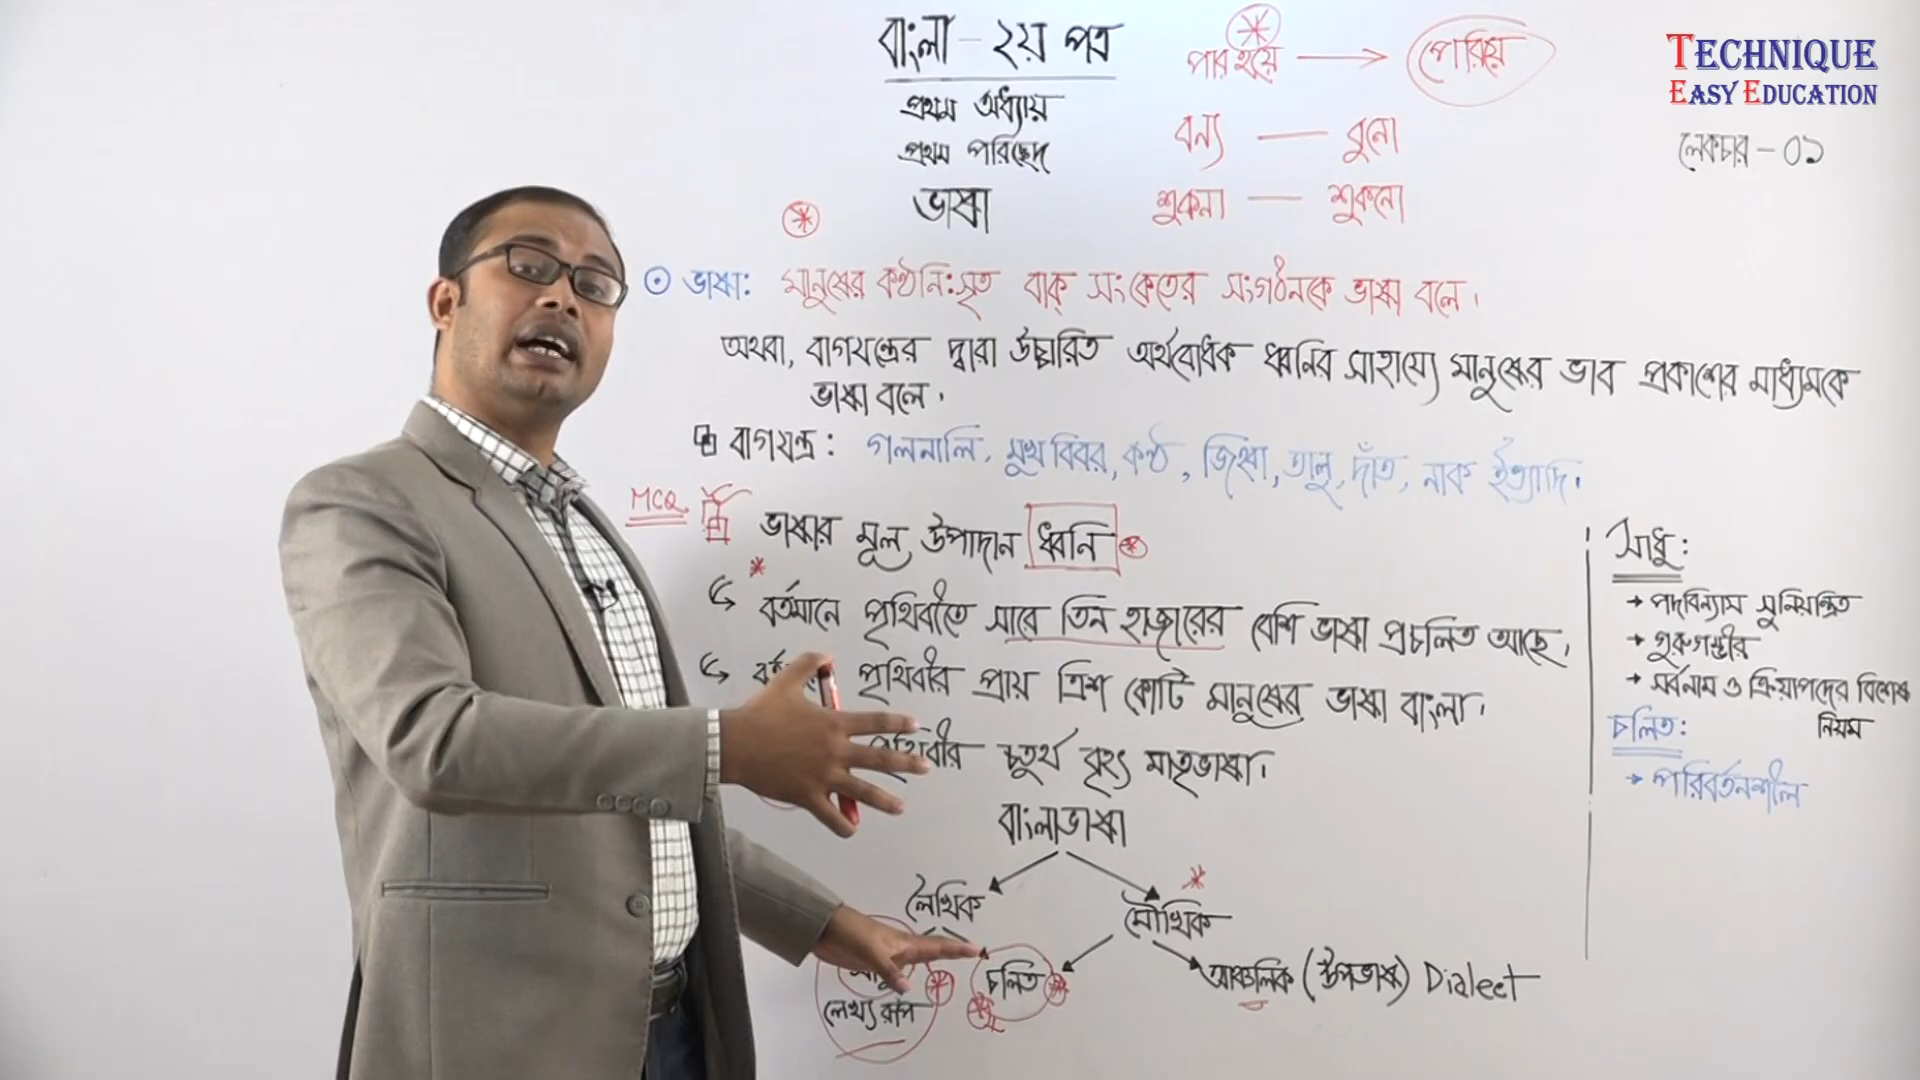 বাংলা - ২য় পত্র
প্রথম অধ্যায়
প্রথম পরিচ্ছেদ
ভাষা
পার হয়ে → পেরিয়ে
বন্য — বুনো
শুকনা — শুকনো
TECHNIQUE
EASY EDUCATION
লেকচার - ০১
ভাষা: মানুষের কণ্ঠনিঃসৃত বাক্ সংকেতের সংগঠনকে ভাষা বলে।
অথবা, বাগযন্ত্রের দ্বারা উচ্চারিত অর্থবোধক ধ্বনির সাহায্যে মানুষের ভাব প্রকাশের মাধ্যমকে
ভাষা বলে।
বাগযন্ত্র: গলনালি, মুখবিবর, কন্ঠ, জিহ্বা, তালু, দাঁত, নাক ইত্যাদি।
MCQ ভাষার মূল উপাদান ধ্বনি
বর্তমানে পৃথিবীতে সারে তিন হাজারের বেশি ভাষা প্রচলিত আছে।
পৃথিবীর প্রায় ত্রিশ কোটি মানুষের ভাষা বাংলা।
পৃথিবীর চতুর্থ বৃহৎ মাতৃভাষা।
বাংলাভাষা
লৈখিক মৌখিক
চলিত আঞ্চলিক (উপভাষা) Dialect
লেখ্য রূপ
সাধু:
→ পদবিন্যাস সুনিয়ন্ত্রিত
→ গুরুগম্ভীর
→ সর্বনাম ও ক্রিয়াপদের বিশেষ
নিয়ম
চলিত:
→ পরিবর্তনশীল